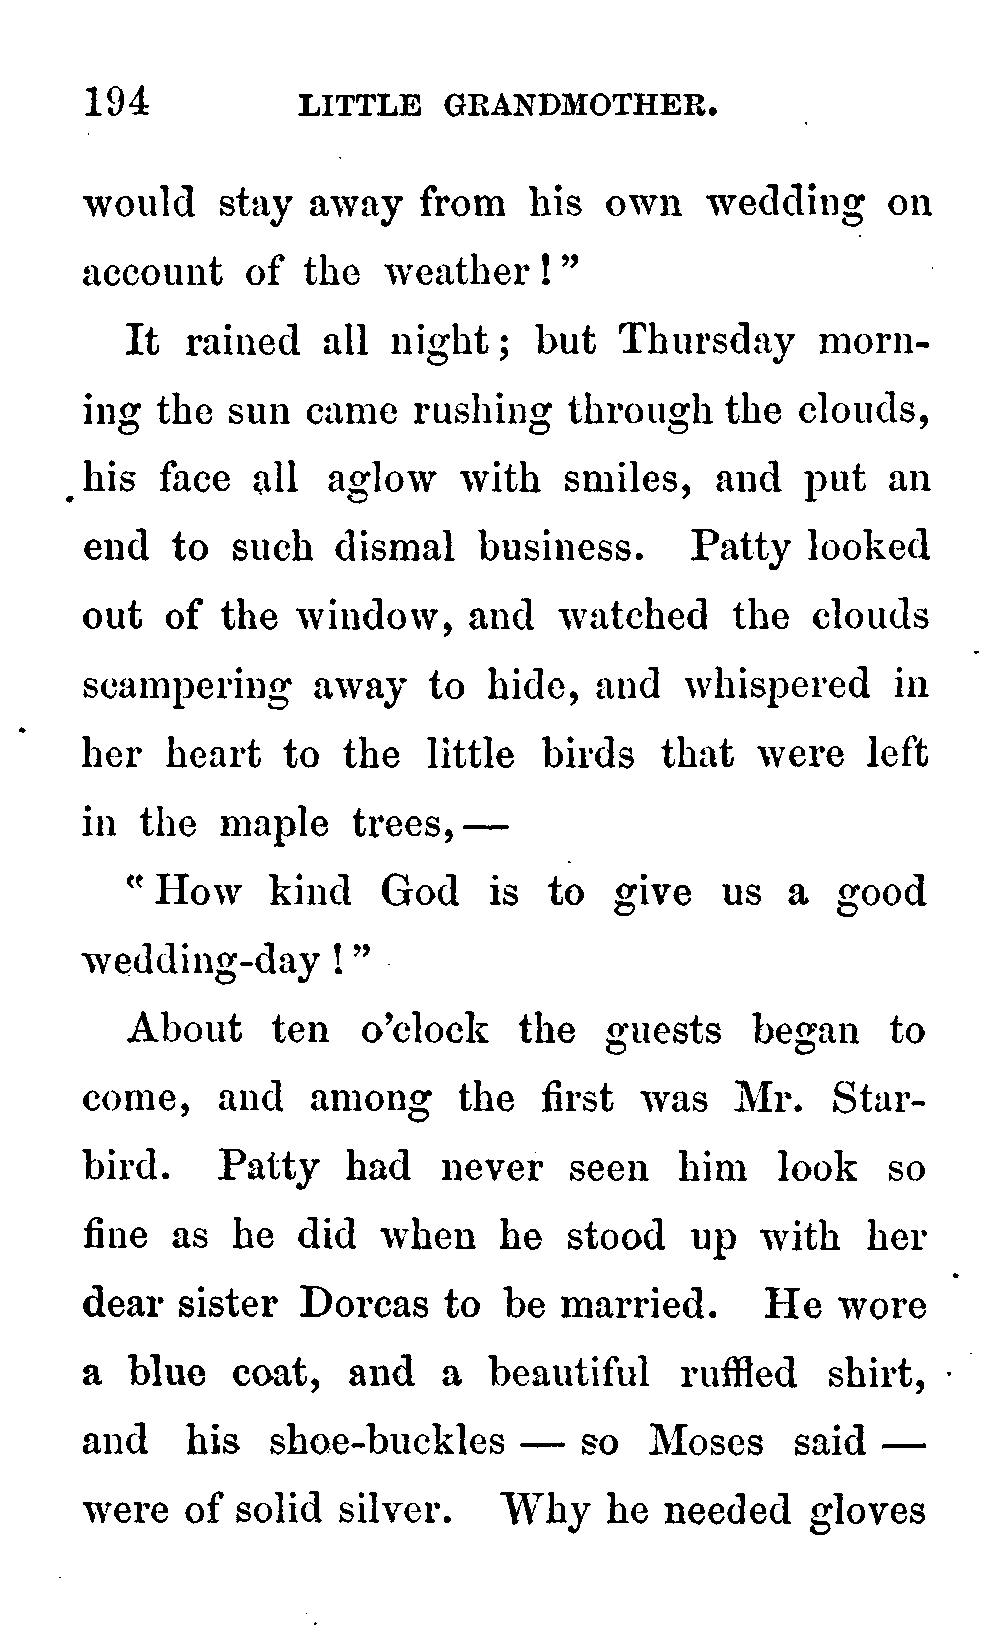 194 LITTLE GRANDMOTHER.
would stay away from his own wedding on
account of the weather!”
It rained all night; but Thursday morn-
ing the sun came rushing through the clouds,
his face all aglow with smiles, and put an
end to such dismal business. Patty looked
out of the window, and watched the clouds
scampering away to hide, and whispered in
her heart to the little birds that were left
in the maple trees,—
“How kind God is to give us a good
wedding-day!”
About ten o’clock the guests began to
come, and among the first was Mr. Star-
bird. Patty had never seen him look so
fine as he did when he stood up with her
dear sister Dorcas to be married. He wore
a blue coat, and a beautiful ruffled shirt,
and his shoe-buckles — so Moses said —
were of solid silver. Why he needed gloves